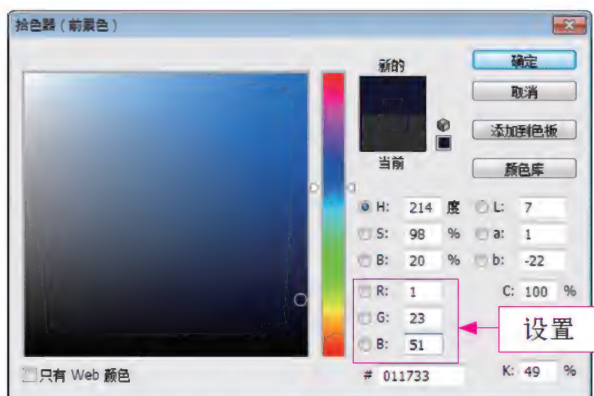 拾色器（前景色）
新的
当前
确定
取消
添加到色板
颜色库
H: 214 度 L: 7
S: 98 % a: 1
B: 20 % b: -22
R: 1 C: 100 %
G: 23
B: 51
设置
# 011733 K: 49 %
只有 Web 颜色